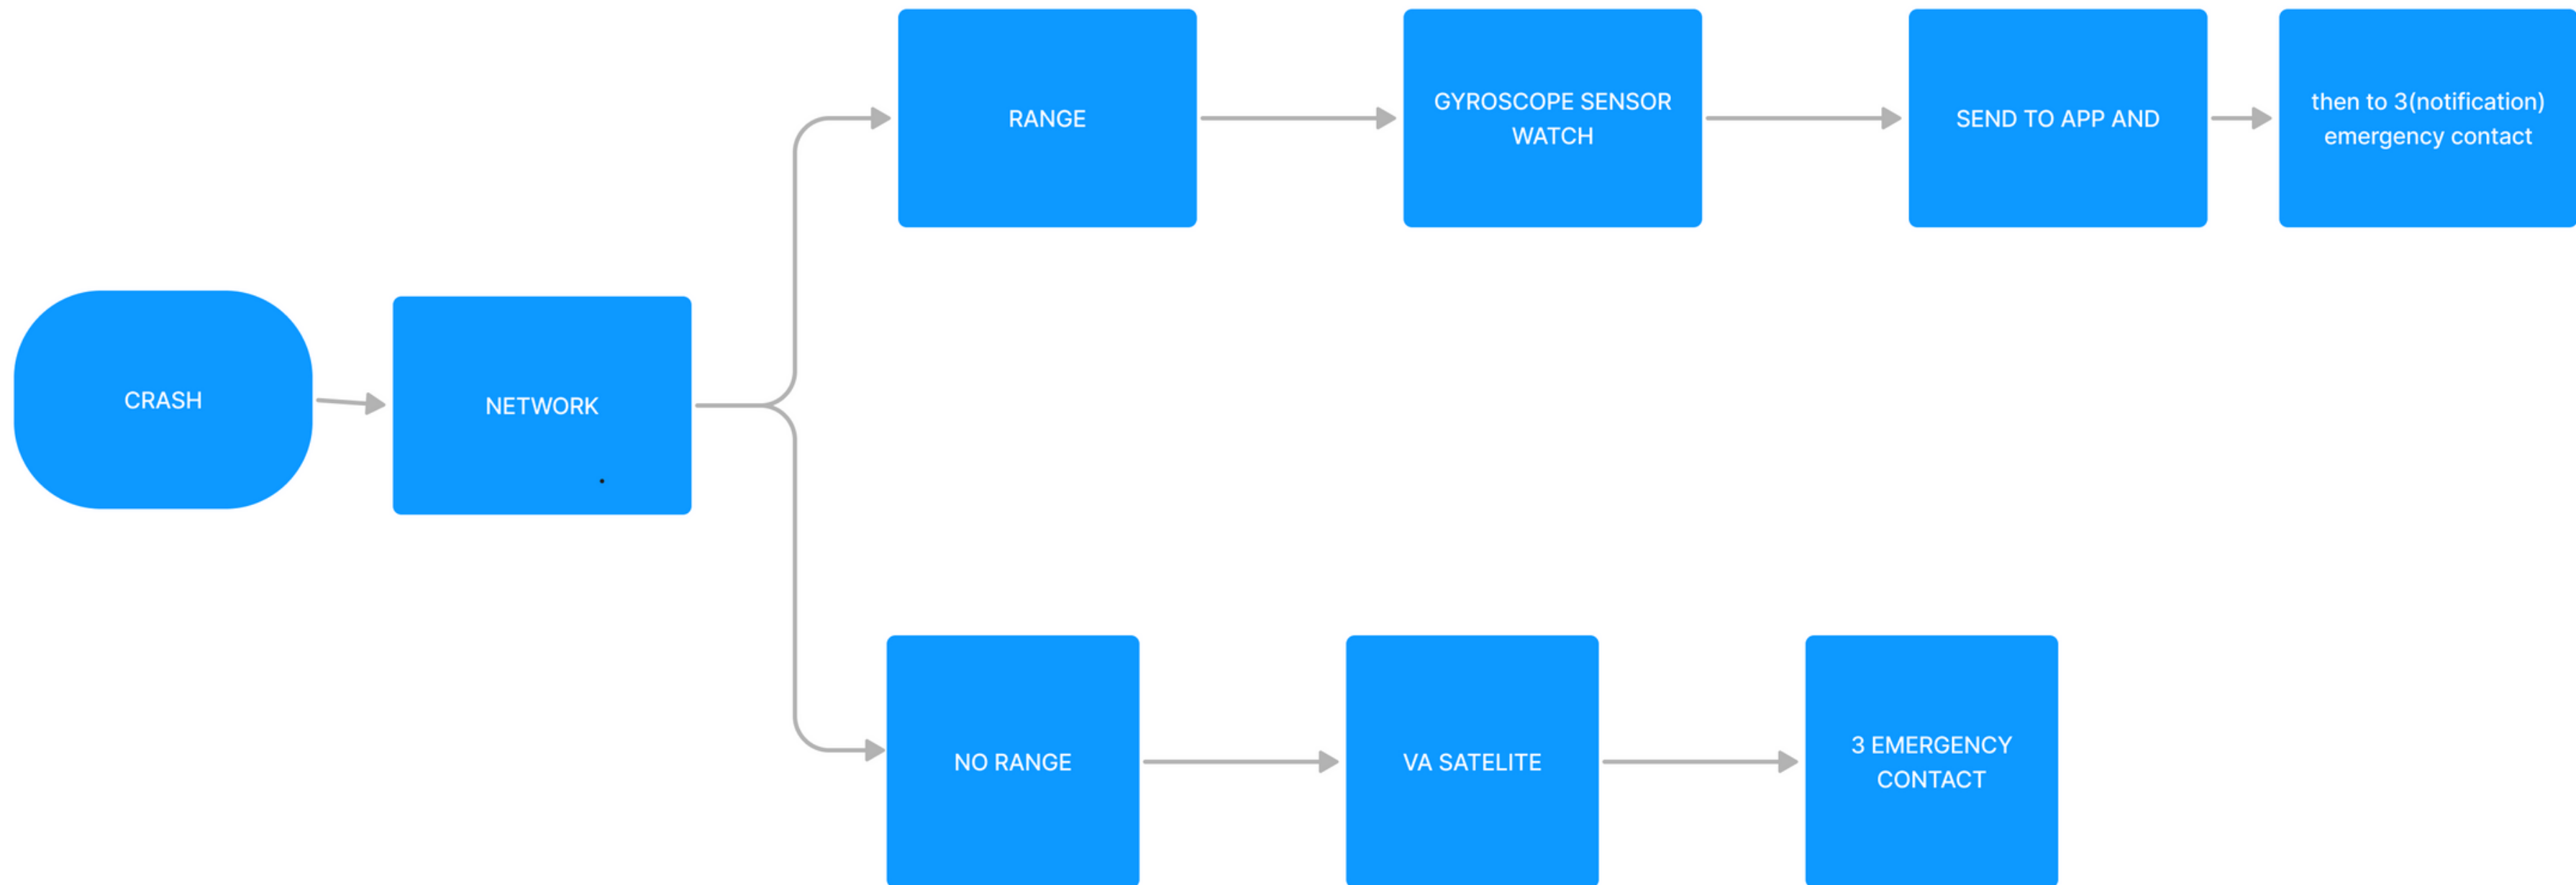 RANGE
GYROSCOPE SENSOR
WATCH
SEND TO APP AND
then to 3(notification)
emergency contact
CRASH
NETWORK
NO RANGE
VA SATELITE
3 EMERGENCY
CONTACT